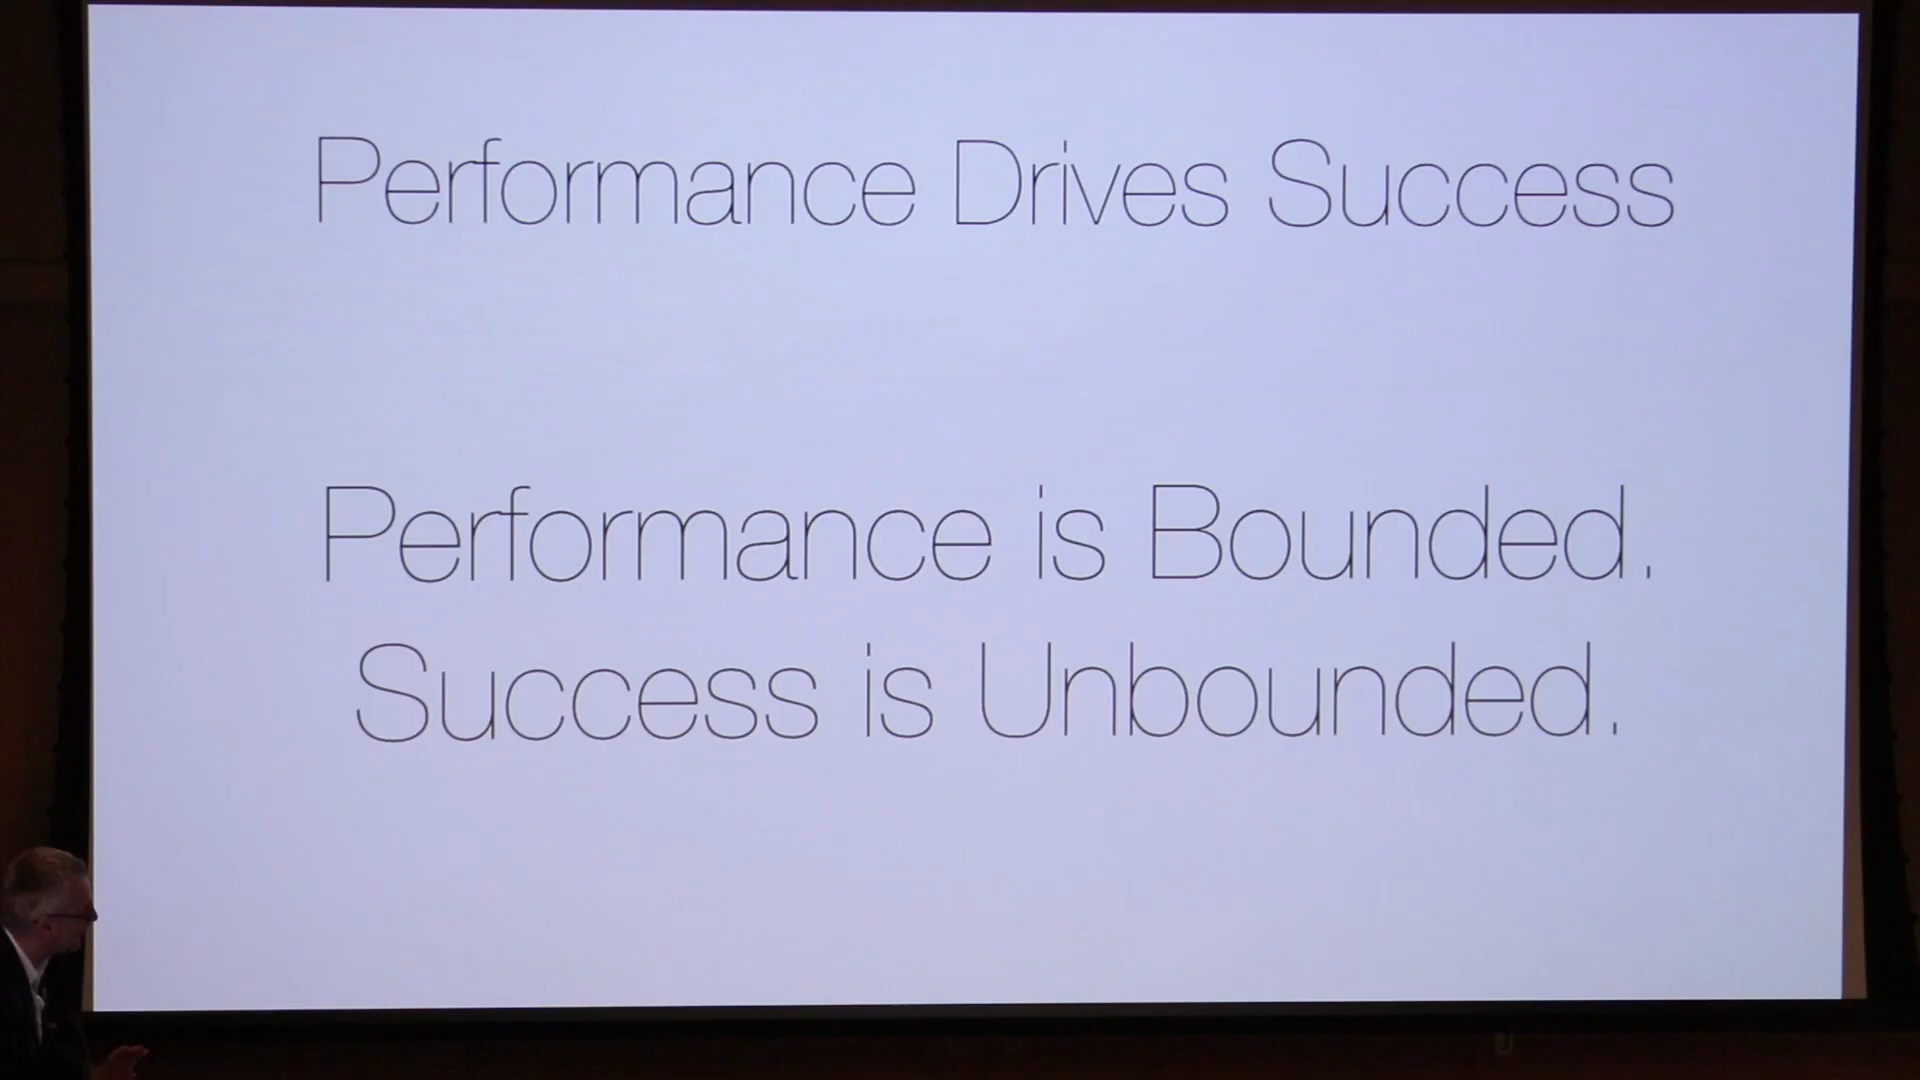 Performance Drives Success
Performance is Bounded.
Success is Unbounded.